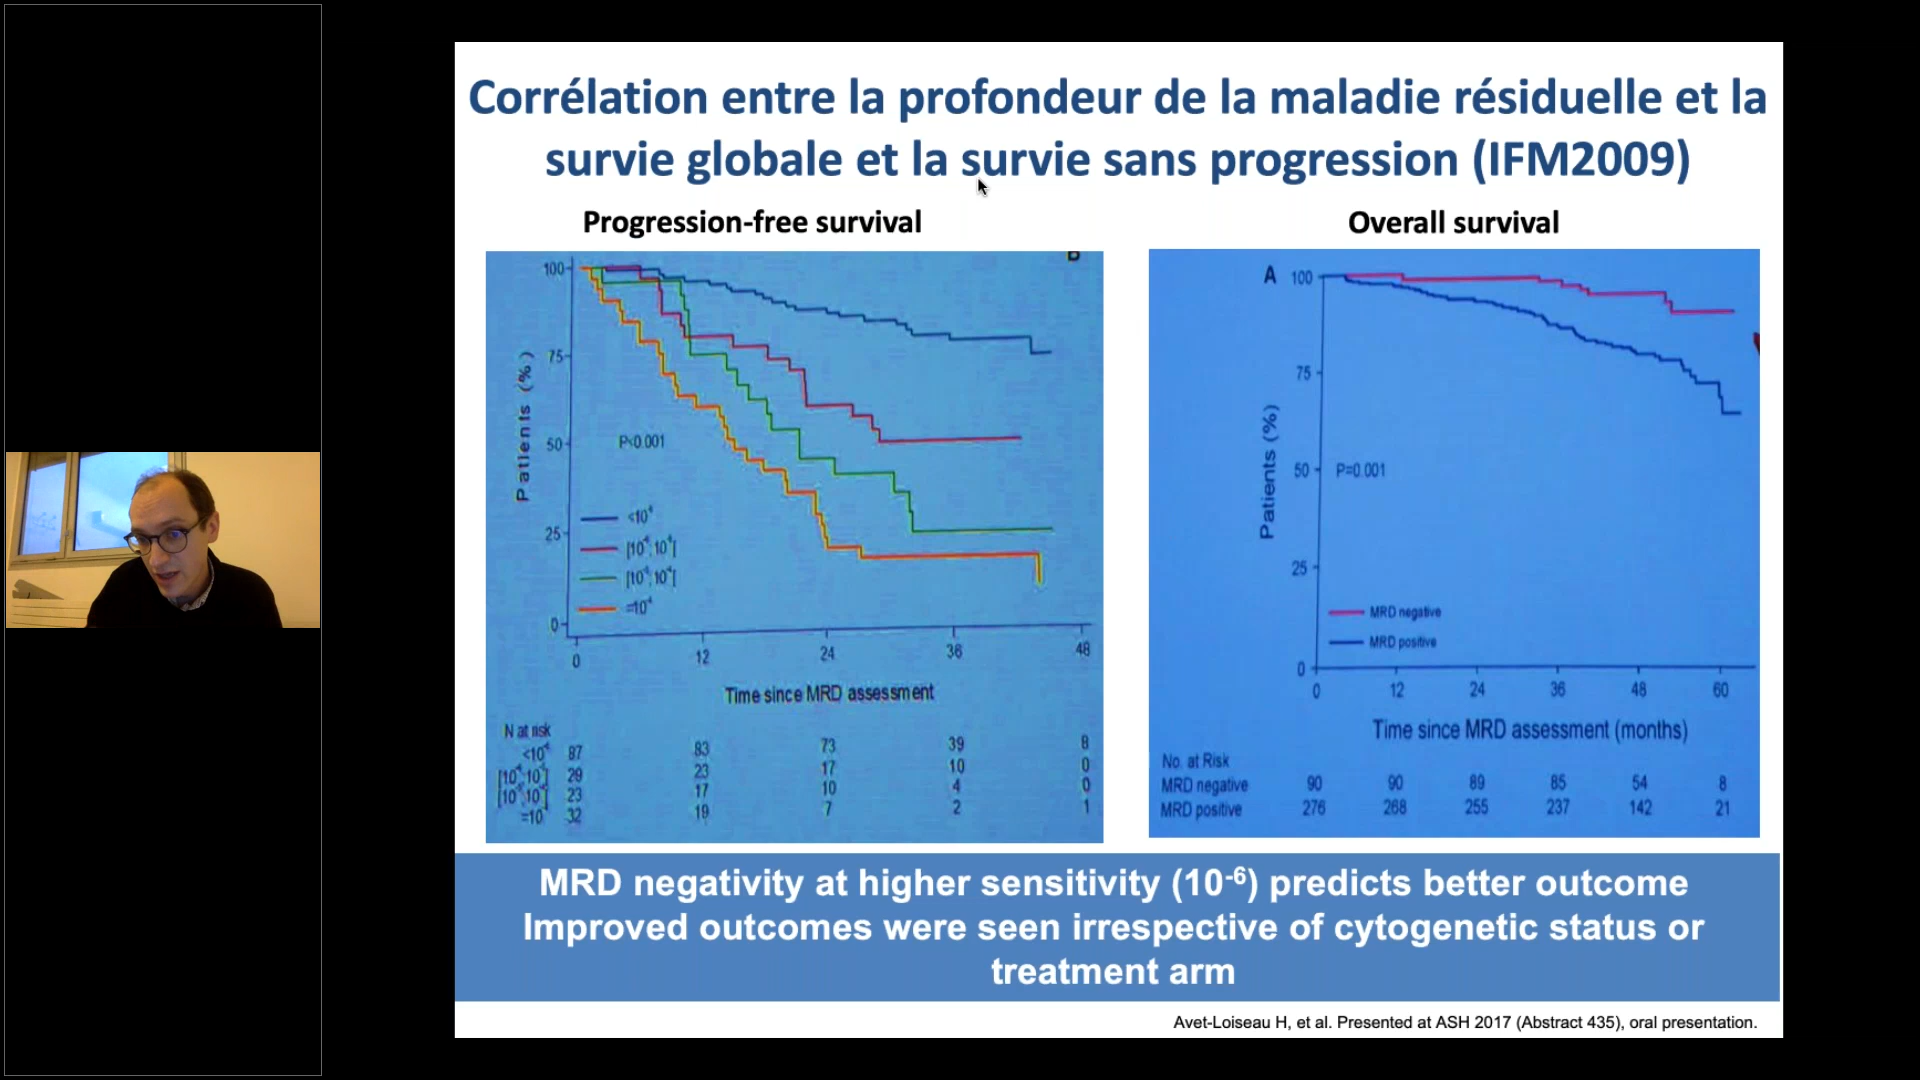 Corrélation entre la profondeur de la maladie résiduelle et la
survie globale et la survie sans progression (IFM2009)
Progression-free survival
Overall survival
B
100
75
50
25
0
Patients (%)
P<0.001
0 12 24 36 48
Time since MRD assessment
N at risk
87 83 73 39 8
29 23 17 10 0
23 17 10 4 0
32 19 7 2 1
A
100
75
50
25
0
Patients (%)
P=0.001
MRD negative
MRD positive
0 12 24 36 48 60
Time since MRD assessment (months)
No. at Risk
MRD negative 90 90 89 85 54 8
MRD positive 276 268 255 237 142 21
MRD negativity at higher sensitivity (10⁻⁶) predicts better outcome
Improved outcomes were seen irrespective of cytogenetic status or
treatment arm
Avet-Loiseau H, et al. Presented at ASH 2017 (Abstract 435), oral presentation.